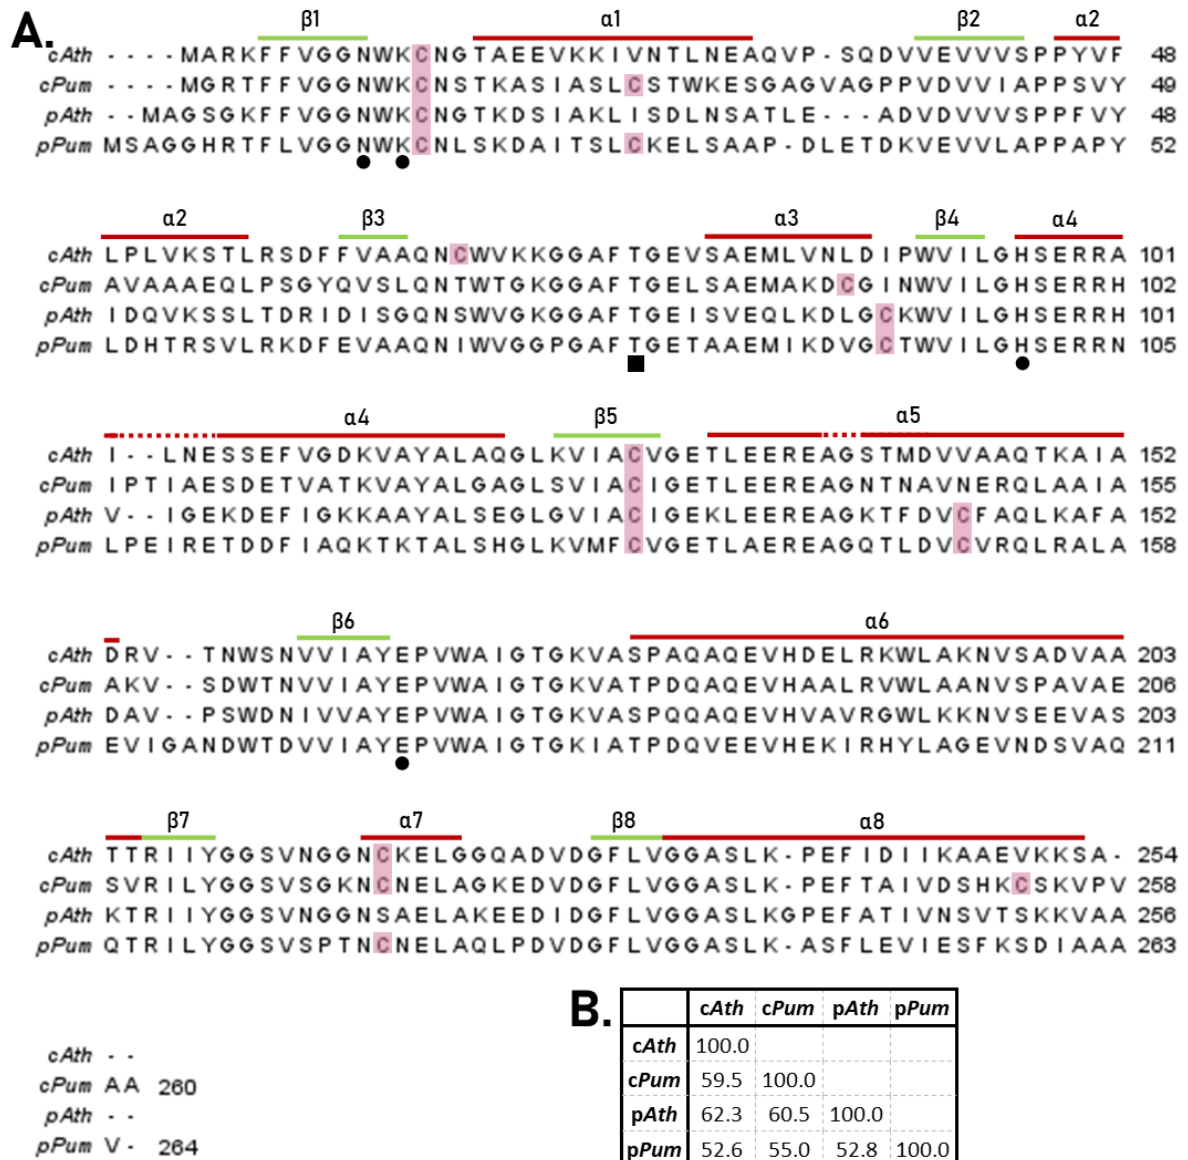 A.
β1 α1 β2 α2
cAth ----MARKFFVGGNWKCNGTAEEVKKIVNTLNEAQVP-SQDVVEVVVSPPYVF 48
cPum ----MGRTFFVGGNWKCNSTKASIASLCSTWKESGAGVAGPPVDVVIAPPSVY 49
pAth --MAGSGKFFVGGNWKCNGTKDSIAKLISDLNSATLE---ADVDVVVSPPFVY 48
pPum MSAGGHRTFLVGGNWKCNLSKDAITSLCKELSAAP-DLETDKVEVVLAPPAPY 52
α2 β3 α3 β4 α4
cAth LPLVKSTLRSDFFVAAQNCWVKKGGAFTGEVSAEMLVNLDIPWVILGHSERRA 101
cPum AVAAAEQLPSGYQVSLQNTWTGKGGAFTGELSAEMAKDCGINWVILGHSERRH 102
pAth IDQVKSSLTDRIDISGQNSWVGKGGAFTGEISVEQLKDLGCKWVILGHSERRH 101
pPum LDHTRSVLRKDFEVAAQNIWVGGPGAFTGETAAEMIKDVGCTWVILGHSERRN 105
α4 β5 α5
cAth I--LNESSEFVGDKVAYALAQGLKVIACVGETLEEREAGSTMDVVAAQTKAIA 152
cPum IPTIAESDETVATKVAYALGAGLSVIACIGETLEEREAGNTNAVNERQLAAIA 155
pAth V--IGEKDEFIGKKAAYALSEGLGVIACIGEKLEEREAGKTFDVCFAQLKAFA 152
pPum LPEIRETDDFIAQKTKTALSHGLKVMFCVGETLAEREAGQTLDVCVRQLRALA 158
β6 α6
cAth DRV--TNWSNVVIAYEPVWAIGTGKVASPAQAQEVHDELRKWLAKNVSADVAA 203
cPum AKV--SDWTNVVIAYEPVWAIGTGKVATPDQAQEVHAALRVWLAANVSPAVAE 206
pAth DAV--PSWDNIVVAYEPVWAIGTGKVASPQQAQEVHVAVRGWLKKNVSEEVAS 203
pPum EVIGANDWTDVVIAYEPVWAIGTGKIATPDQVEEVHEKIRHYLAGEVNDSVAQ 211
β7 α7 β8 α8
cAth TTRIIYGGSVNGGNCKELGGQADVDGFLVGGASLK-PEFIDIIKAAEVKKSA- 254
cPum SVRILYGGSVSGKNCNELAGKEDVDGFLVGGASLK-PEFTAIVDSHKCSKVPV 258
pAth KTRIIYGGSVNGGNSAELAKEEDIDGFLVGGASLKGPEFATIVNSVTSKKVAA 256
pPum QTRILYGGSVSPTNCNELAQLPDVDGFLVGGASLK-ASFLEVIESFKSDIAAA 263
cAth --
cPum AA 260
pAth --
pPum V- 264
B.
cAth cPum pAth pPum
cAth 100.0
cPum 59.5 100.0
pAth 62.3 60.5 100.0
pPum 52.6 55.0 52.8 100.0